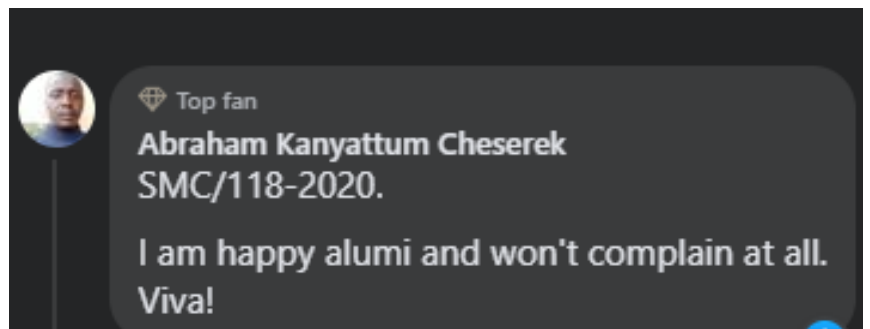 Top fan
Abraham Kanyattum Cheserek
SMC/118-2020.
I am happy alumi and won't complain at all.
Viva!